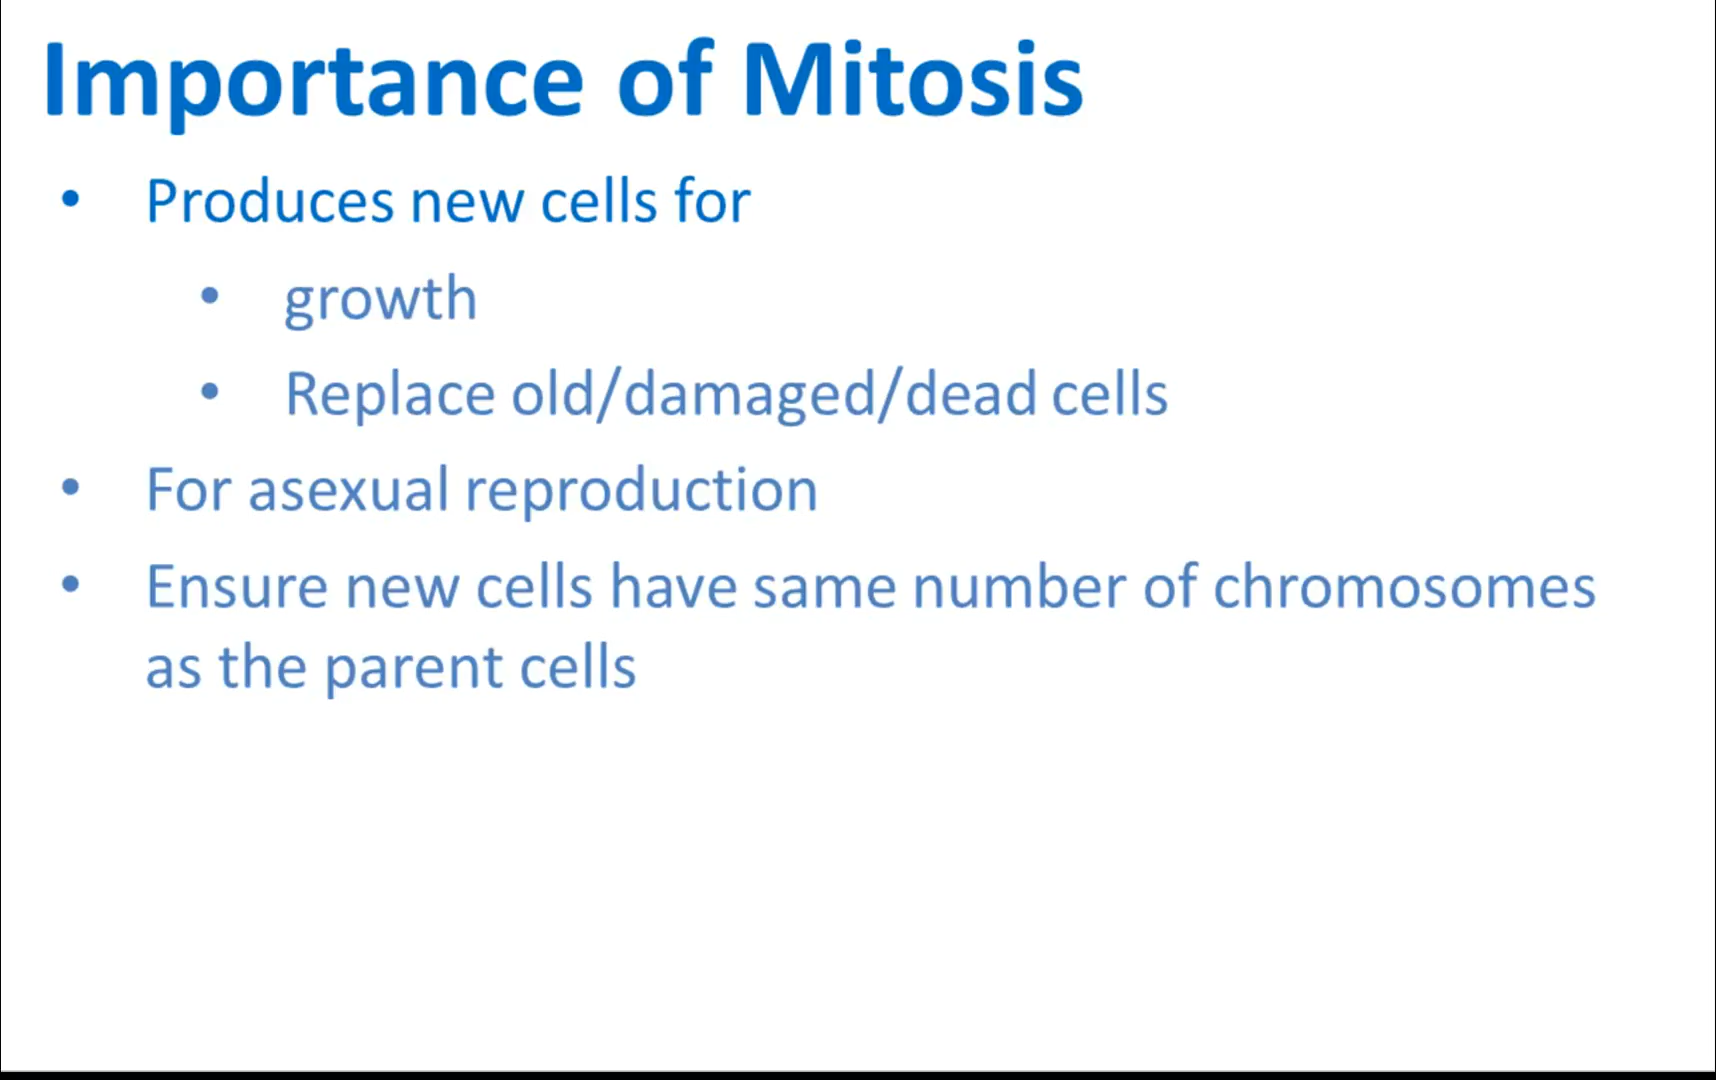 Importance of Mitosis
• Produces new cells for
• growth
• Replace old/damaged/dead cells
• For asexual reproduction
• Ensure new cells have same number of chromosomes
as the parent cells